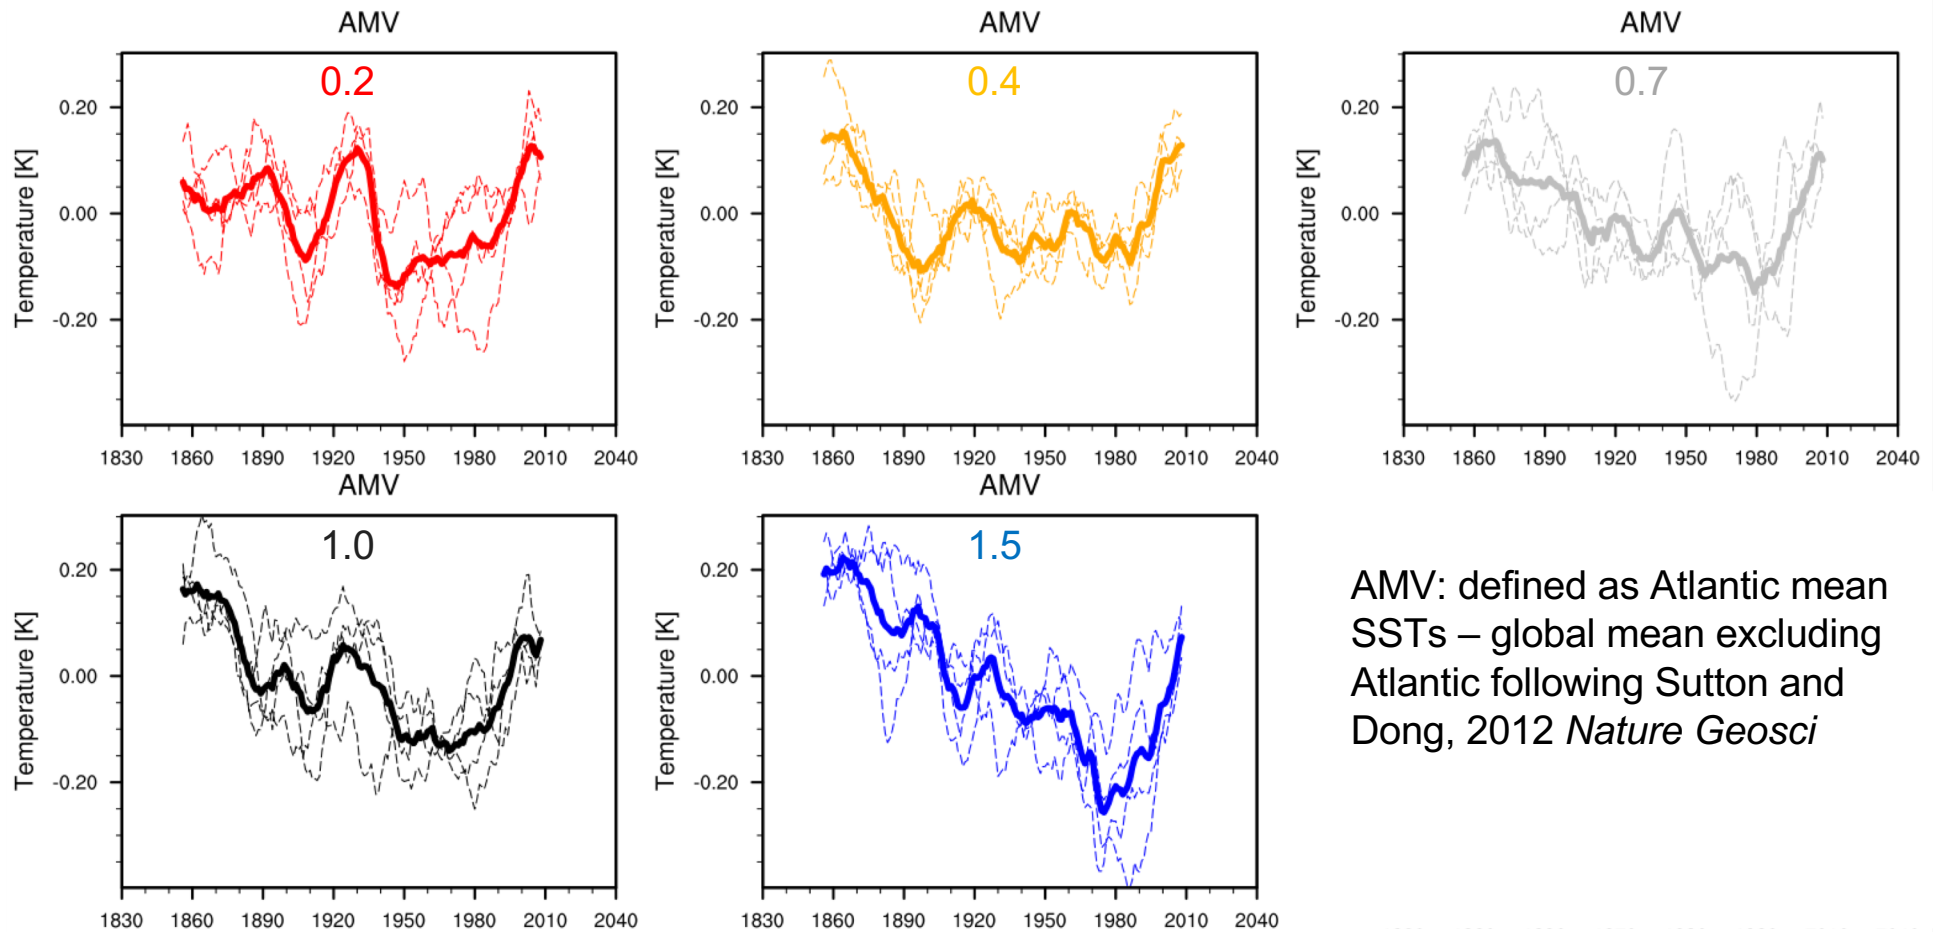 AMV
0.2
Temperature [K]
0.20
0.00
-0.20
1830 1860 1890 1920 1950 1980 2010 2040
AMV
0.4
Temperature [K]
0.20
0.00
-0.20
1830 1860 1890 1920 1950 1980 2010 2040
AMV
0.7
Temperature [K]
0.20
0.00
-0.20
1830 1860 1890 1920 1950 1980 2010 2040
AMV
1.0
Temperature [K]
0.20
0.00
-0.20
1830 1860 1890 1920 1950 1980 2010 2040
AMV
1.5
Temperature [K]
0.20
0.00
-0.20
1830 1860 1890 1920 1950 1980 2010 2040
AMV: defined as Atlantic mean
SSTs – global mean excluding
Atlantic following Sutton and
Dong, 2012 Nature Geosci